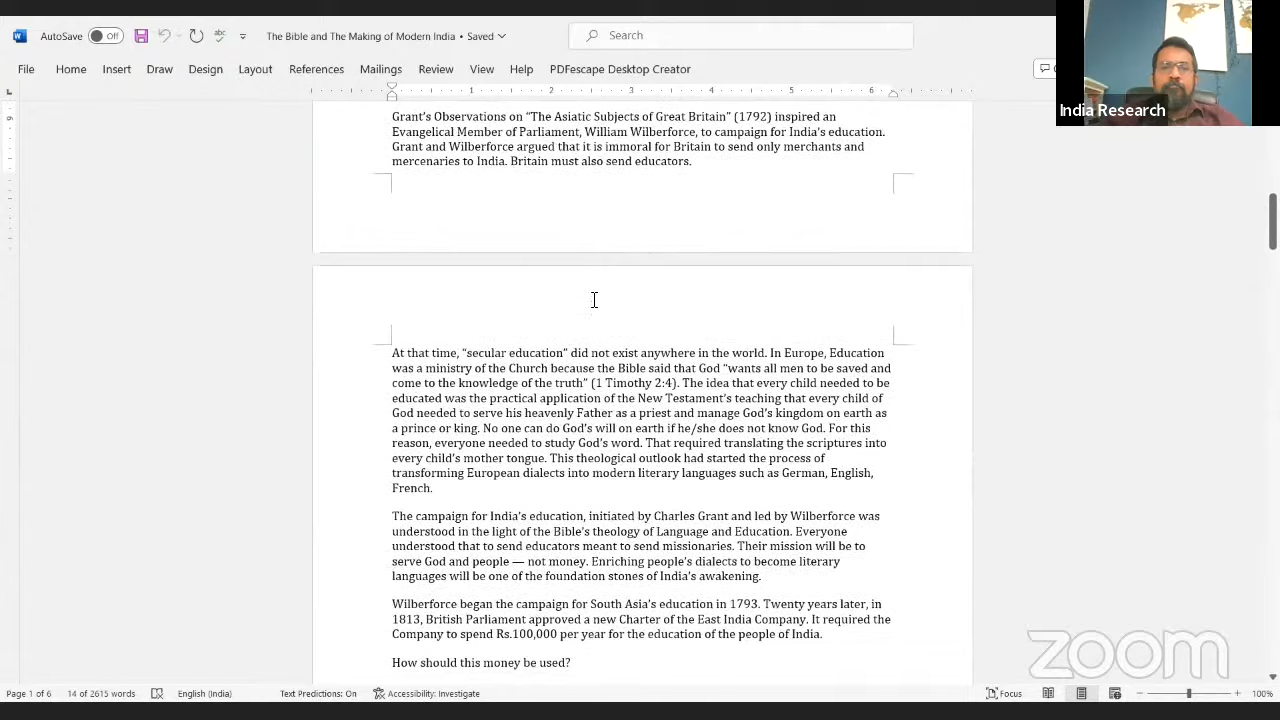 AutoSave Off The Bible and The Making of Modern India • Saved Search
File Home Insert Draw Design Layout References Mailings Review View Help PDFescape Desktop Creator
India Research
1 2 3 4 5 6
Grant's Observations on “The Asiatic Subjects of Great Britain” (1792) inspired an
Evangelical Member of Parliament, William Wilberforce, to campaign for India's education.
Grant and Wilberforce argued that it is immoral for Britain to send only merchants and
mercenaries to India. Britain must also send educators.
At that time, “secular education” did not exist anywhere in the world. In Europe, Education
was a ministry of the Church because the Bible said that God “wants all men to be saved and
come to the knowledge of the truth” (1 Timothy 2:4). The idea that every child needed to be
educated was the practical application of the New Testament's teaching that every child of
God needed to serve his heavenly Father as a priest and manage God's kingdom on earth as
a prince or king. No one can do God's will on earth if he/she does not know God. For this
reason, everyone needed to study God's word. That required translating the scriptures into
every child's mother tongue. This theological outlook had started the process of
transforming European dialects into modern literary languages such as German, English,
French.
The campaign for India's education, initiated by Charles Grant and led by Wilberforce was
understood in the light of the Bible's theology of Language and Education. Everyone
understood that to send educators meant to send missionaries. Their mission will be to
serve God and people — not money. Enriching people's dialects to become literary
languages will be one of the foundation stones of India's awakening.
Wilberforce began the campaign for South Asia's education in 1793. Twenty years later, in
1813, British Parliament approved a new Charter of the East India Company. It required the
Company to spend Rs.100,000 per year for the education of the people of India.
How should this money be used?
zoom
Page 1 of 6 14 of 2615 words English (India) Text Predictions: On Accessibility: Investigate Focus 100%